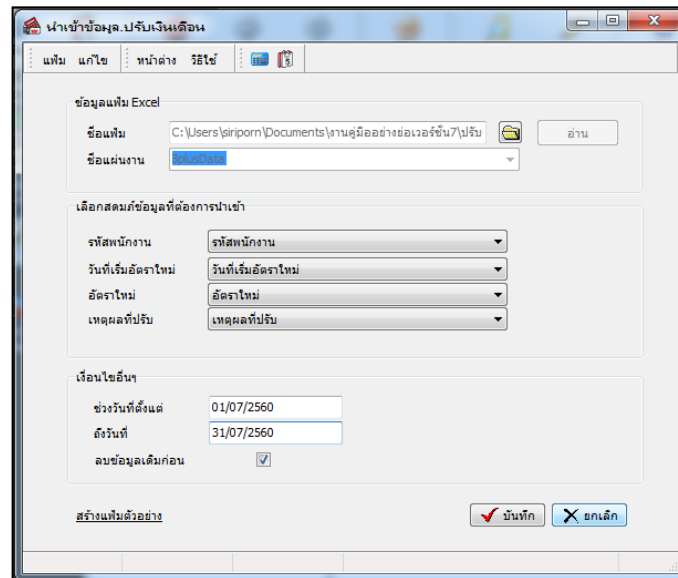 นำเข้าข้อมูล.ปรับเงินเดือน
แฟ้ม แก้ไข หน้าต่าง วิธีใช้
ข้อมูลแฟ้ม Excel
ชื่อแฟ้ม C:\Users\siriporn\Documents\งานคู่มืออย่างย่อเวอร์ชั่น7\ปรับ อ่าน
ชื่อแผ่นงาน BplusData
เลือกสดมภ์ข้อมูลที่ต้องการนำเข้า
รหัสพนักงาน รหัสพนักงาน
วันที่เริ่มอัตราใหม่ วันที่เริ่มอัตราใหม่
อัตราใหม่ อัตราใหม่
เหตุผลที่ปรับ เหตุผลที่ปรับ
เงื่อนไขอื่นๆ
ช่วงวันที่ตั้งแต่ 01/07/2560
ถึงวันที่ 31/07/2560
ลบข้อมูลเดิมก่อน
สร้างแฟ้มตัวอย่าง บันทึก ยกเลิก